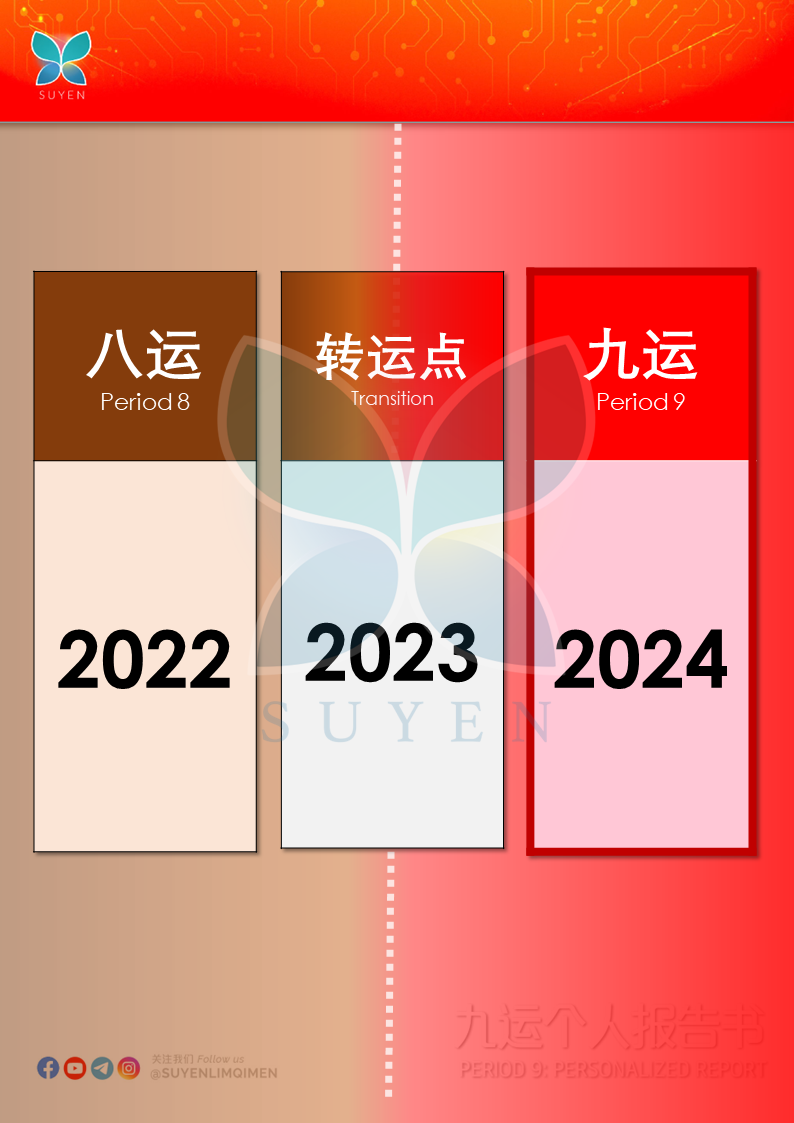 SUYEN
八运
Period 8
转运点
Transition
九运
Period 9
2022
2023
2024
SUYEN
九运个人报告书
PERIOD 9: PERSONALIZED REPORT
关注我们 Follow us
@SUYENLIMQIMEN